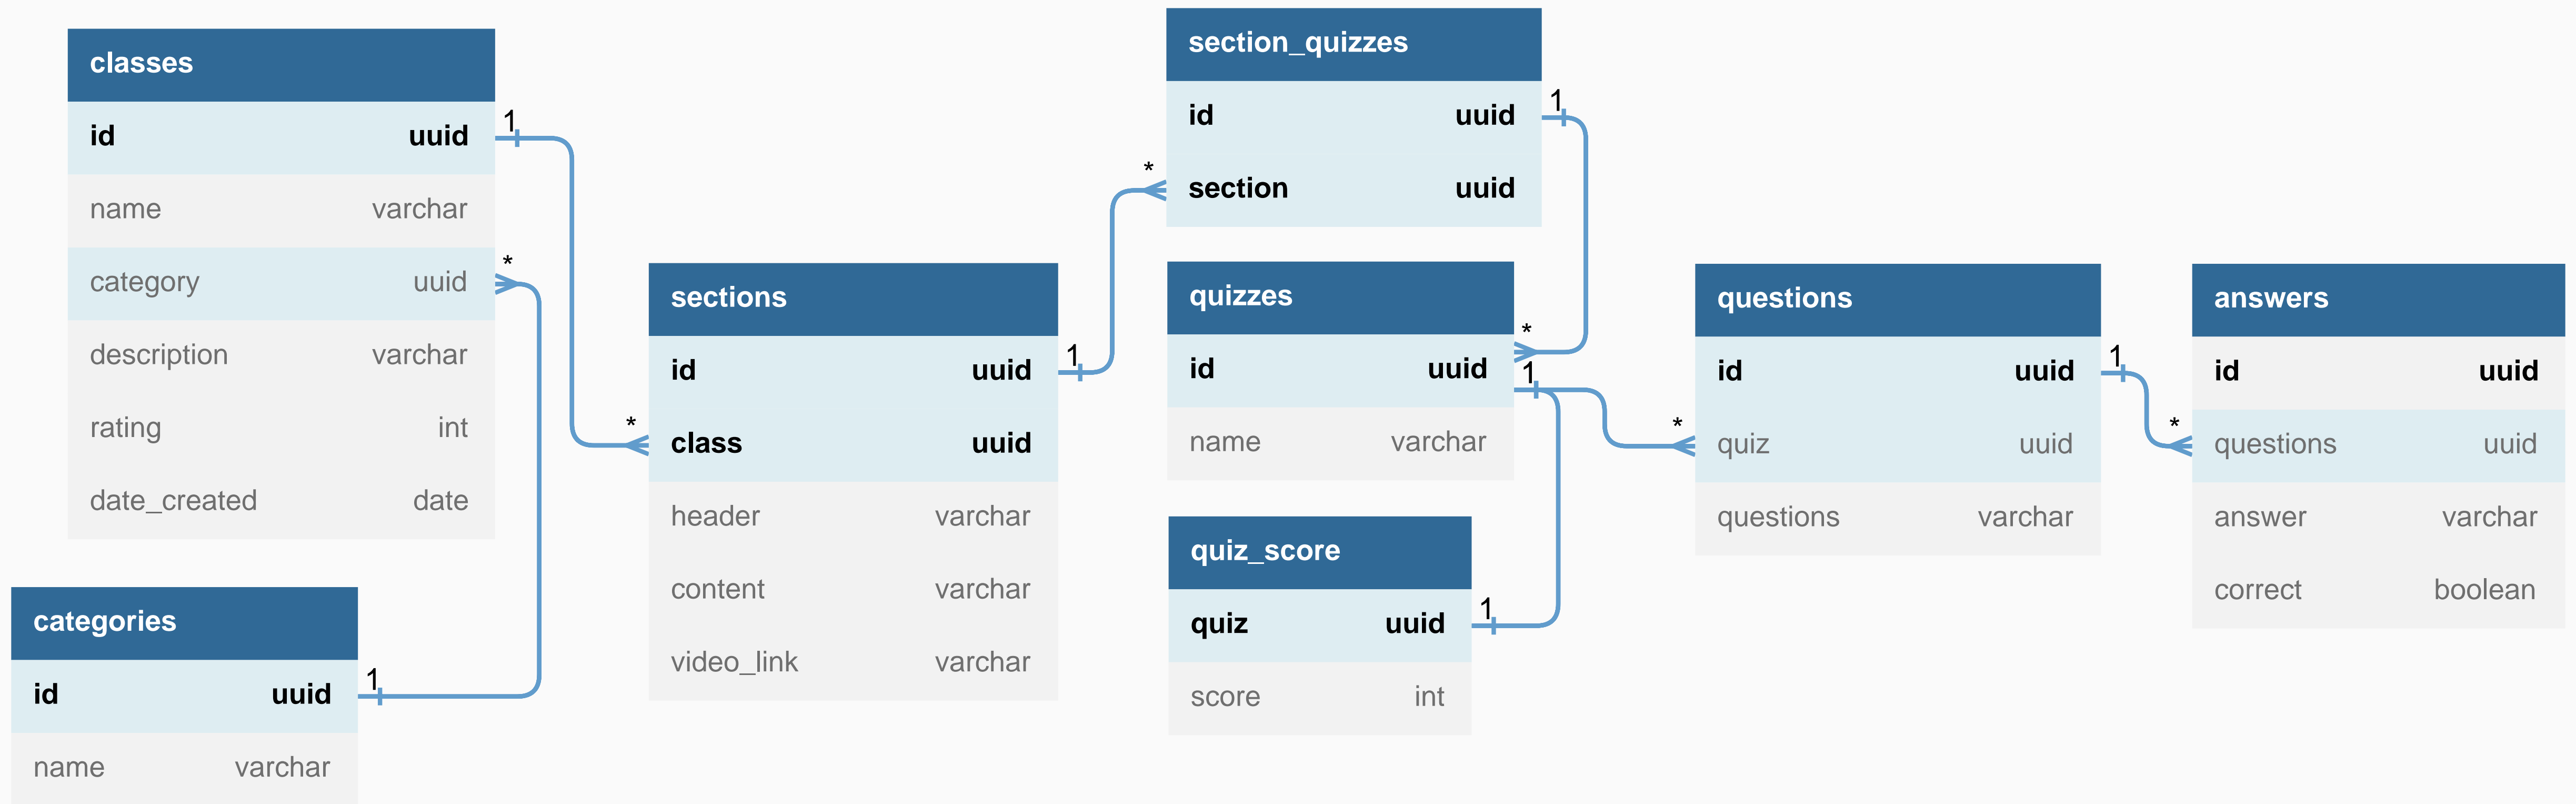 classes
id uuid
name varchar
category uuid
description varchar
rating int
date_created date
1
*
categories
id uuid
name varchar
1
sections
id uuid
class uuid
header varchar
content varchar
video_link varchar
*
1
section_quizzes
id uuid
section uuid
*
1
quizzes
id uuid
name varchar
*
1
quiz_score
quiz uuid
score int
1
questions
id uuid
quiz uuid
questions varchar
*
1
answers
id uuid
questions uuid
answer varchar
correct boolean
*